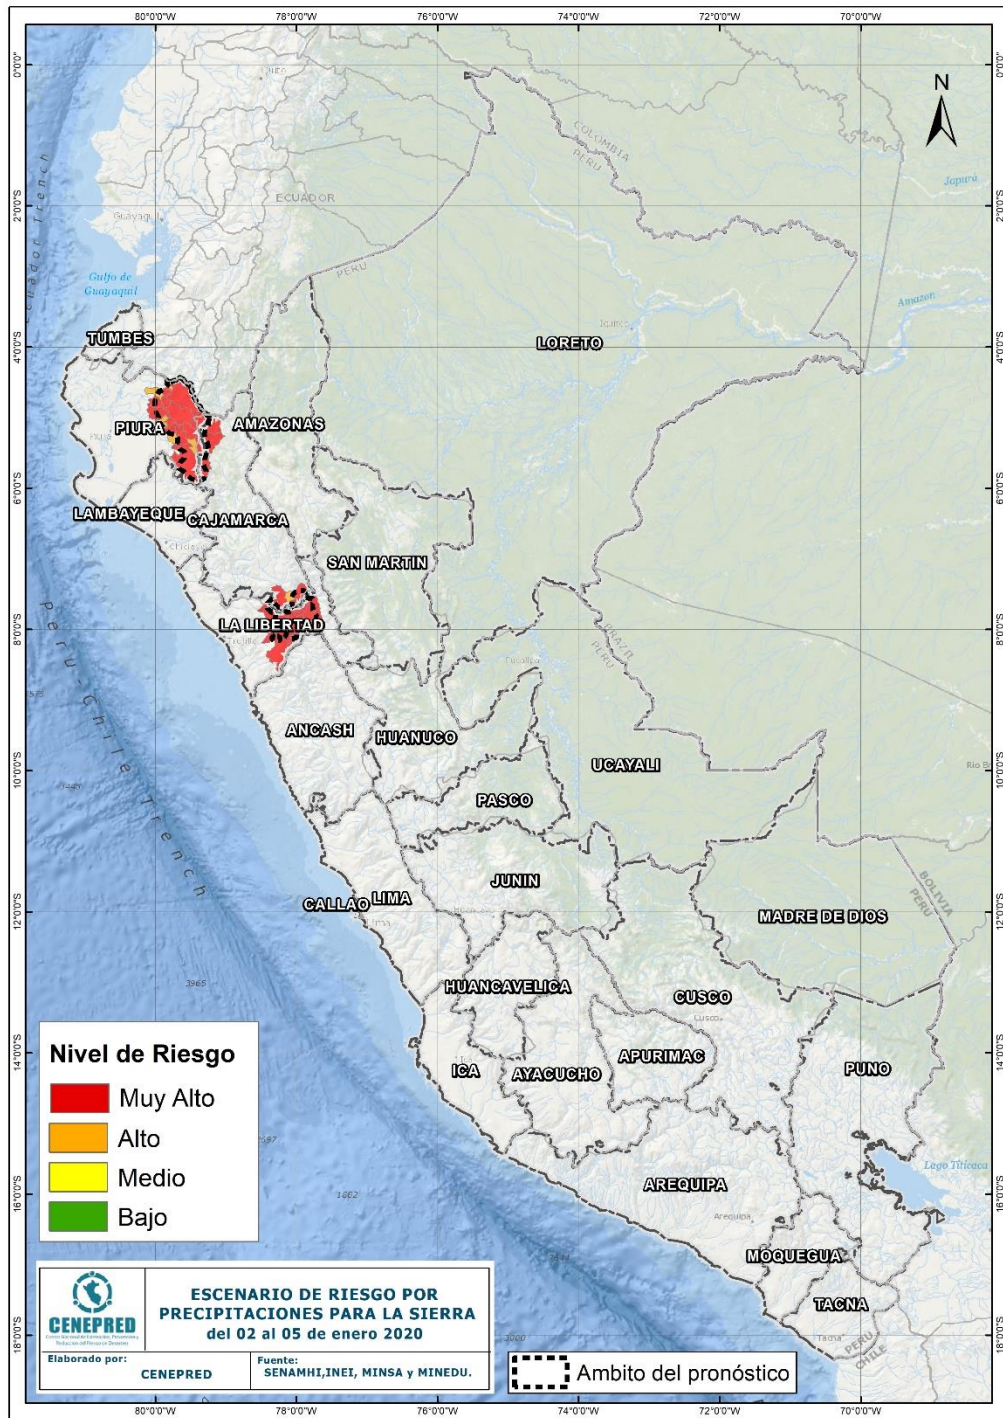 80°0'0"W 78°0'0"W 76°0'0"W 74°0'0"W 72°0'0"W 70°0'0"W
0°0'0"
2°0'0"S
4°0'0"S
6°0'0"S
8°0'0"S
10°0'0"S
12°0'0"S
14°0'0"S
16°0'0"S
18°0'0"S
N
Quito
COLOMBIA
PERU
Japurá
ECUADOR
Guayaquil
Gulfo de
Guayaquil
PERU
Amazon
Iquitos
TUMBES
LORETO
PIURA
AMAZONAS
LAMBAYEQUE
CAJAMARCA
SAN MARTIN
LA LIBERTAD
Trujillo
BRAZIL
PERU
Pucallpa
Peru-Chile Trench
ANCASH
HUANUCO
UCAYALI
PASCO
JUNIN
CALLAO
LIMA
Lima
MADRE DE DIOS
BOLIVIA
PERU
3965
HUANCAVELICA
CUSCO
Cusco
ICA
AYACUCHO
APURIMAC
PUNO
Lago Titicaca
AREQUIPA
Arequipa
MOQUEGUA
TACNA
Tacna
PERU
CHILE
Nivel de Riesgo
Muy Alto
Alto
Medio
Bajo
CENEPRED
ESCENARIO DE RIESGO POR
PRECIPITACIONES PARA LA SIERRA
del 02 al 05 de enero 2020
Elaborado por:
CENEPRED
Fuente:
SENAMHI,INEI, MINSA y MINEDU.
Ambito del pronóstico
80°0'0"W 78°0'0"W 76°0'0"W 74°0'0"W 72°0'0"W 70°0'0"W